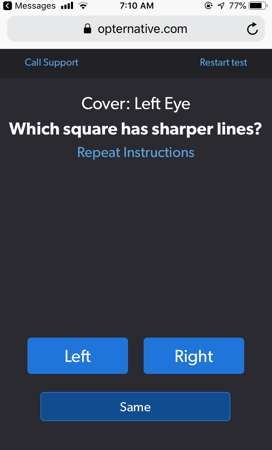 Messages 7:10 AM 77%
opternative.com
Call Support Restart test
Cover: Left Eye
Which square has sharper lines?
Repeat Instructions
Left Right
Same